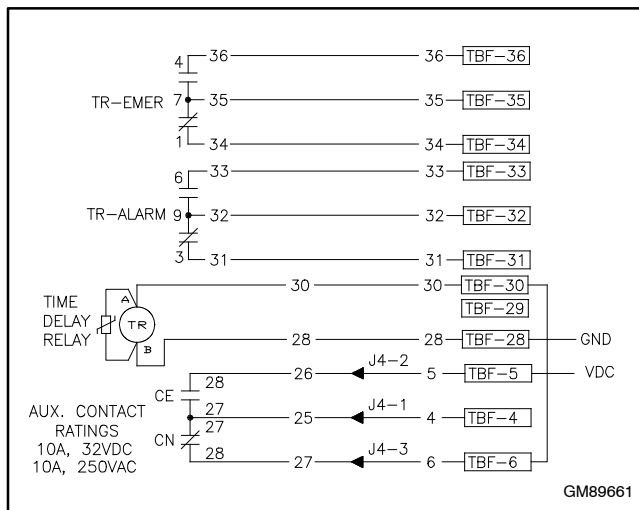 4 36 36 TBF-36
TR-EMER 7 35 35 TBF-35
1 34 34 TBF-34
6 33 33 TBF-33
TR-ALARM 9 32 32 TBF-32
3 31 31 TBF-31
A 30 30 TBF-30
TIME
DELAY
RELAY
TR
TBF-29
B 28 28 TBF-28 GND
28 26 J4-2 5 TBF-5 VDC
CE
27 25 J4-1 4 TBF-4
27
CN
28 27 J4-3 6 TBF-6
AUX. CONTACT
RATINGS
10A, 32VDC
10A, 250VAC
GM89661